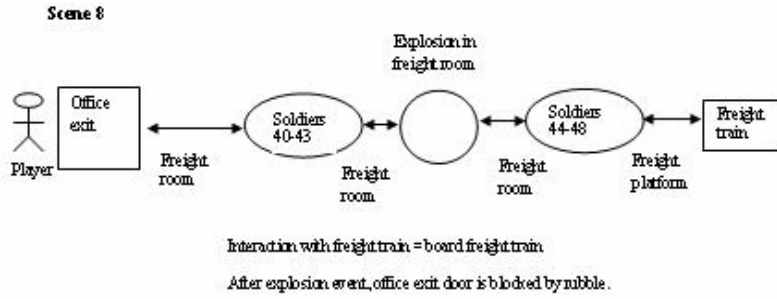 Scene 8
Explosion in
freight room
Office
exit
Soldiers
40-43
Soldiers
44-48
Freight
train
Player
Freight
room
Freight
room
Freight
room
Freight
platform
Interaction with freight train = board freight train
After explosion event, office exit door is blocked by rubble.